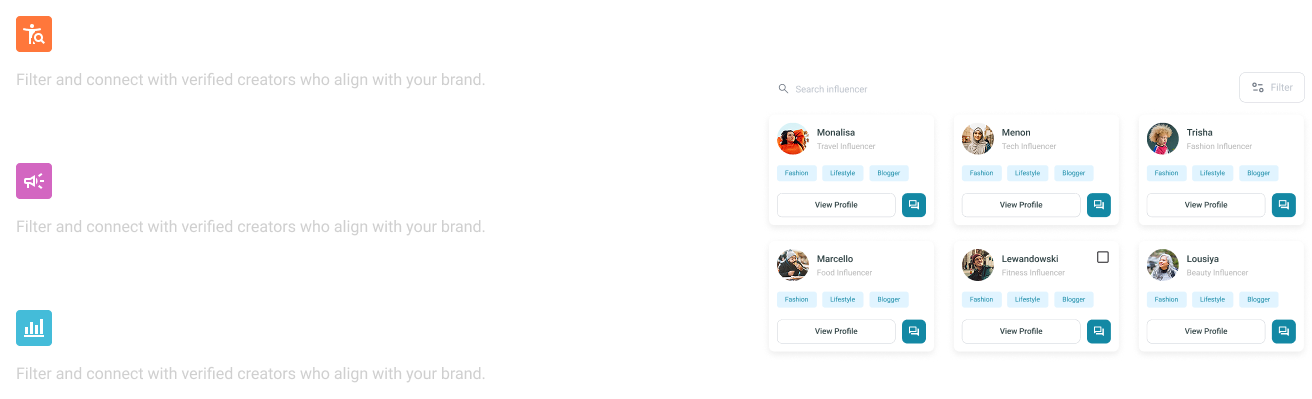 Filter and connect with verified creators who align with your brand.
Filter and connect with verified creators who align with your brand.
Filter and connect with verified creators who align with your brand.
Search influencer
Filter
Monalisa
Travel Influencer
Fashion Lifestyle Blogger
View Profile
Menon
Tech Influencer
Fashion Lifestyle Blogger
View Profile
Trisha
Fashion Influencer
Fashion Lifestyle Blogger
View Profile
Marcello
Food Influencer
Fashion Lifestyle Blogger
View Profile
Lewandowski
Fitness Influencer
Fashion Lifestyle Blogger
View Profile
Lousiya
Beauty Influencer
Fashion Lifestyle Blogger
View Profile